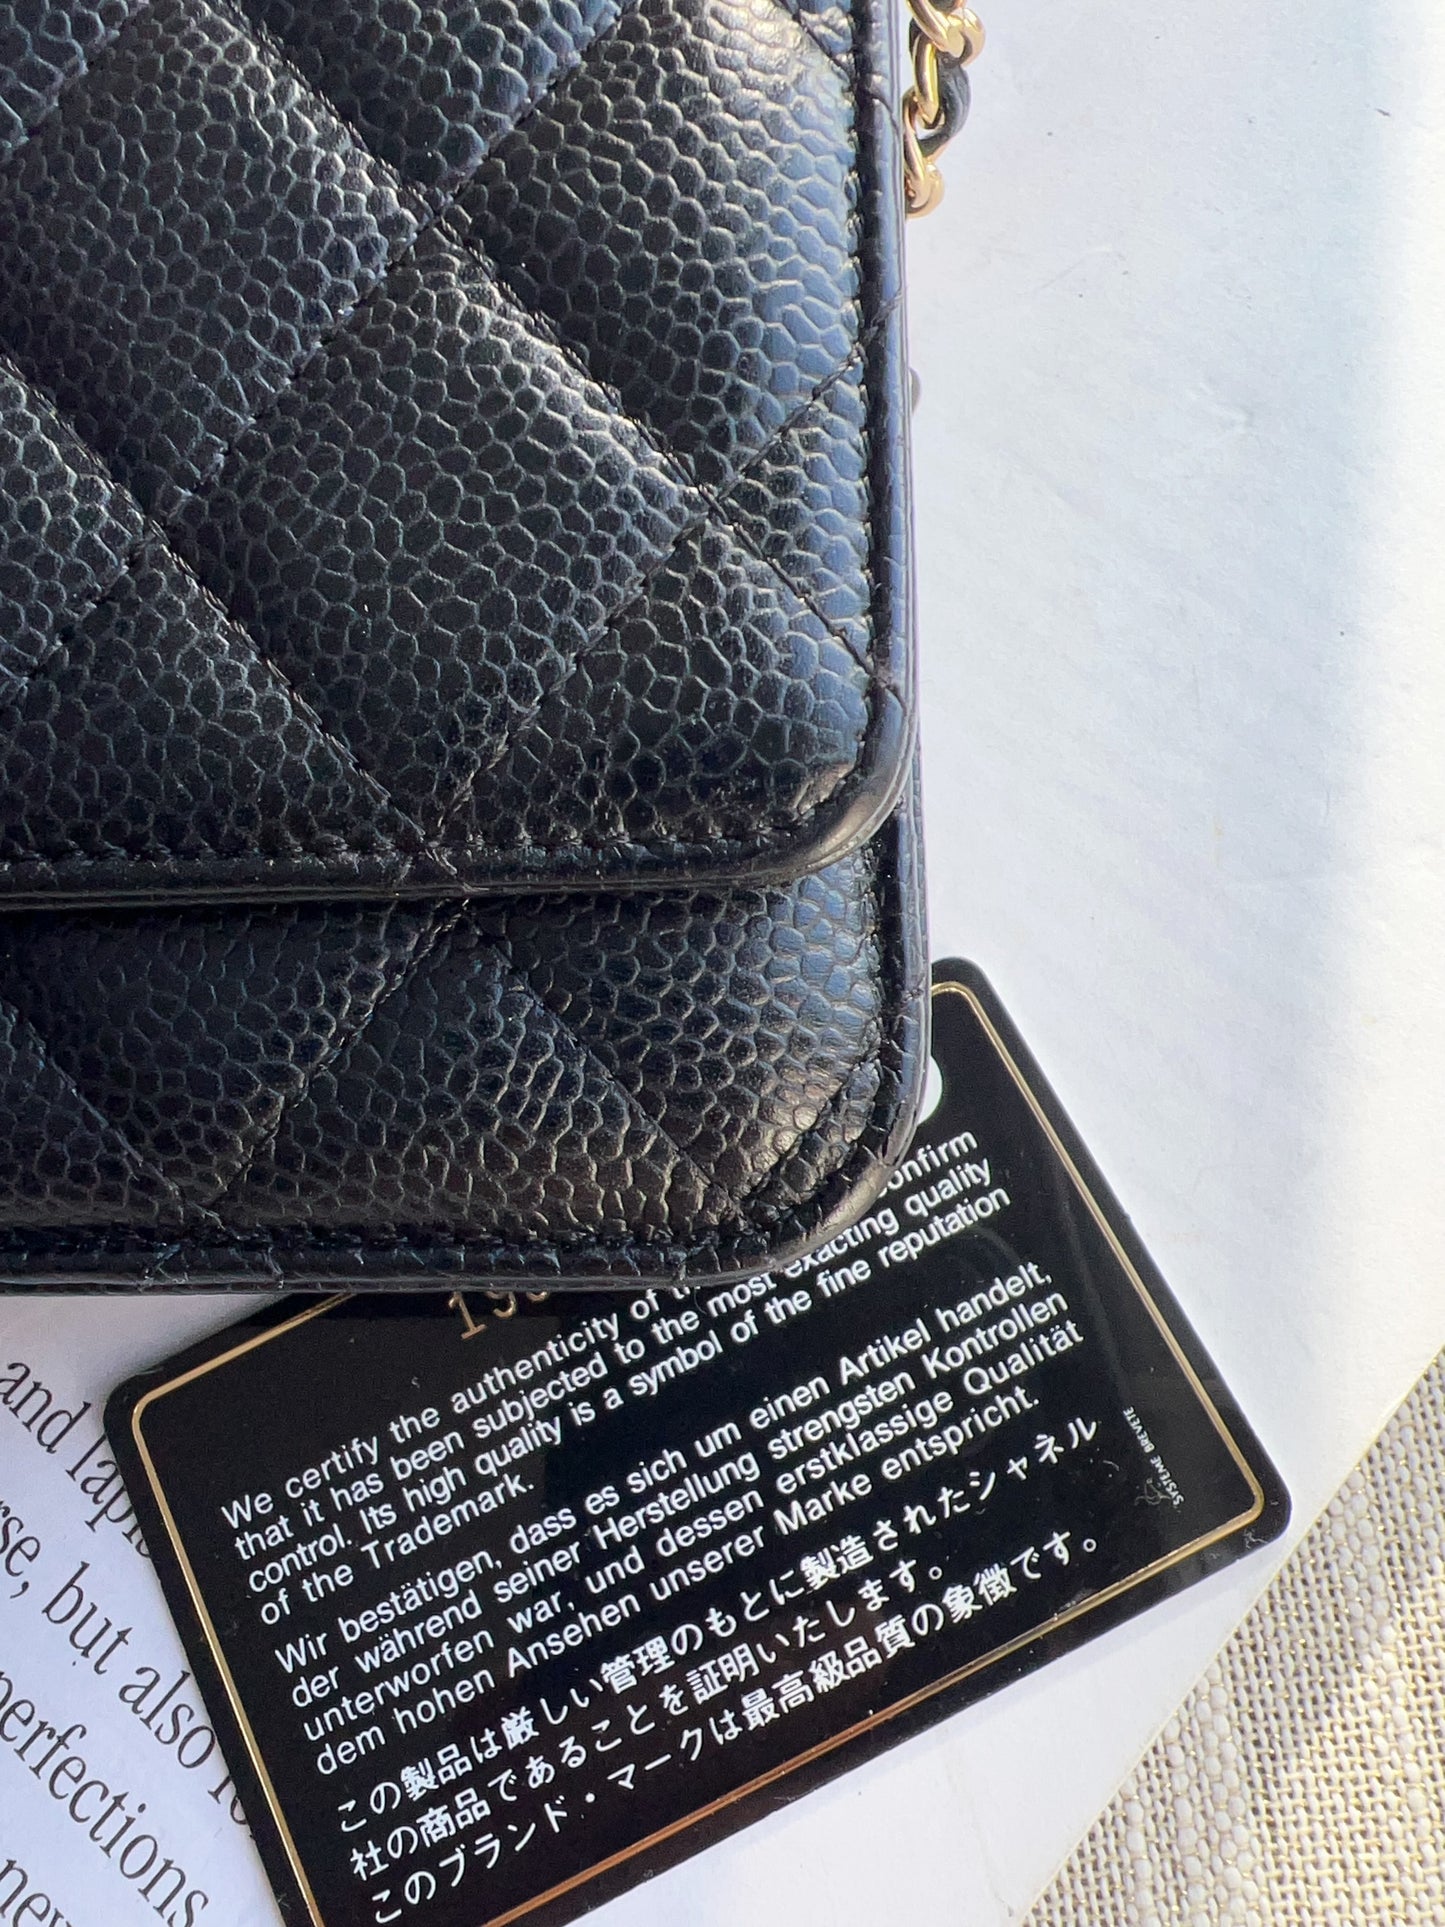 19
confirm
We certify the authenticity of
that it has been subjected to the most exacting quality
control. Its high quality is a symbol of the fine reputation
of the Trademark.
Wir bestätigen, dass es sich um einen Artikel handelt,
der während seiner Herstellung strengsten Kontrollen
unterworfen war, und dessen erstklassige Qualität
dem hohen Ansehen unserer Marke entspricht.
この製品は厳しい管理のもとに製造されたシャネル
社の商品であることを証明いたします。
このブランド・マークは最高級品質の象徴です。
SYSTEME BREVETE
and
but also
perfections
new